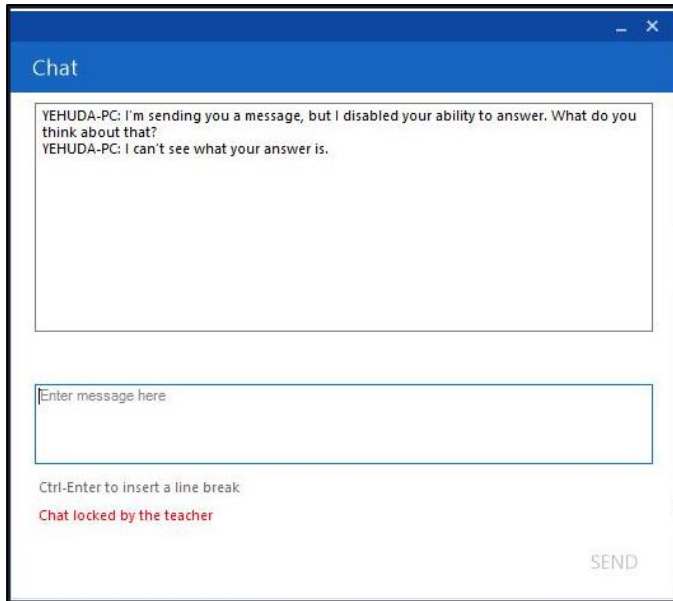 Chat
YEHUDA-PC: I'm sending you a message, but I disabled your ability to answer. What do you
think about that?
YEHUDA-PC: I can't see what your answer is.
Enter message here
Ctrl-Enter to insert a line break
Chat locked by the teacher
SEND